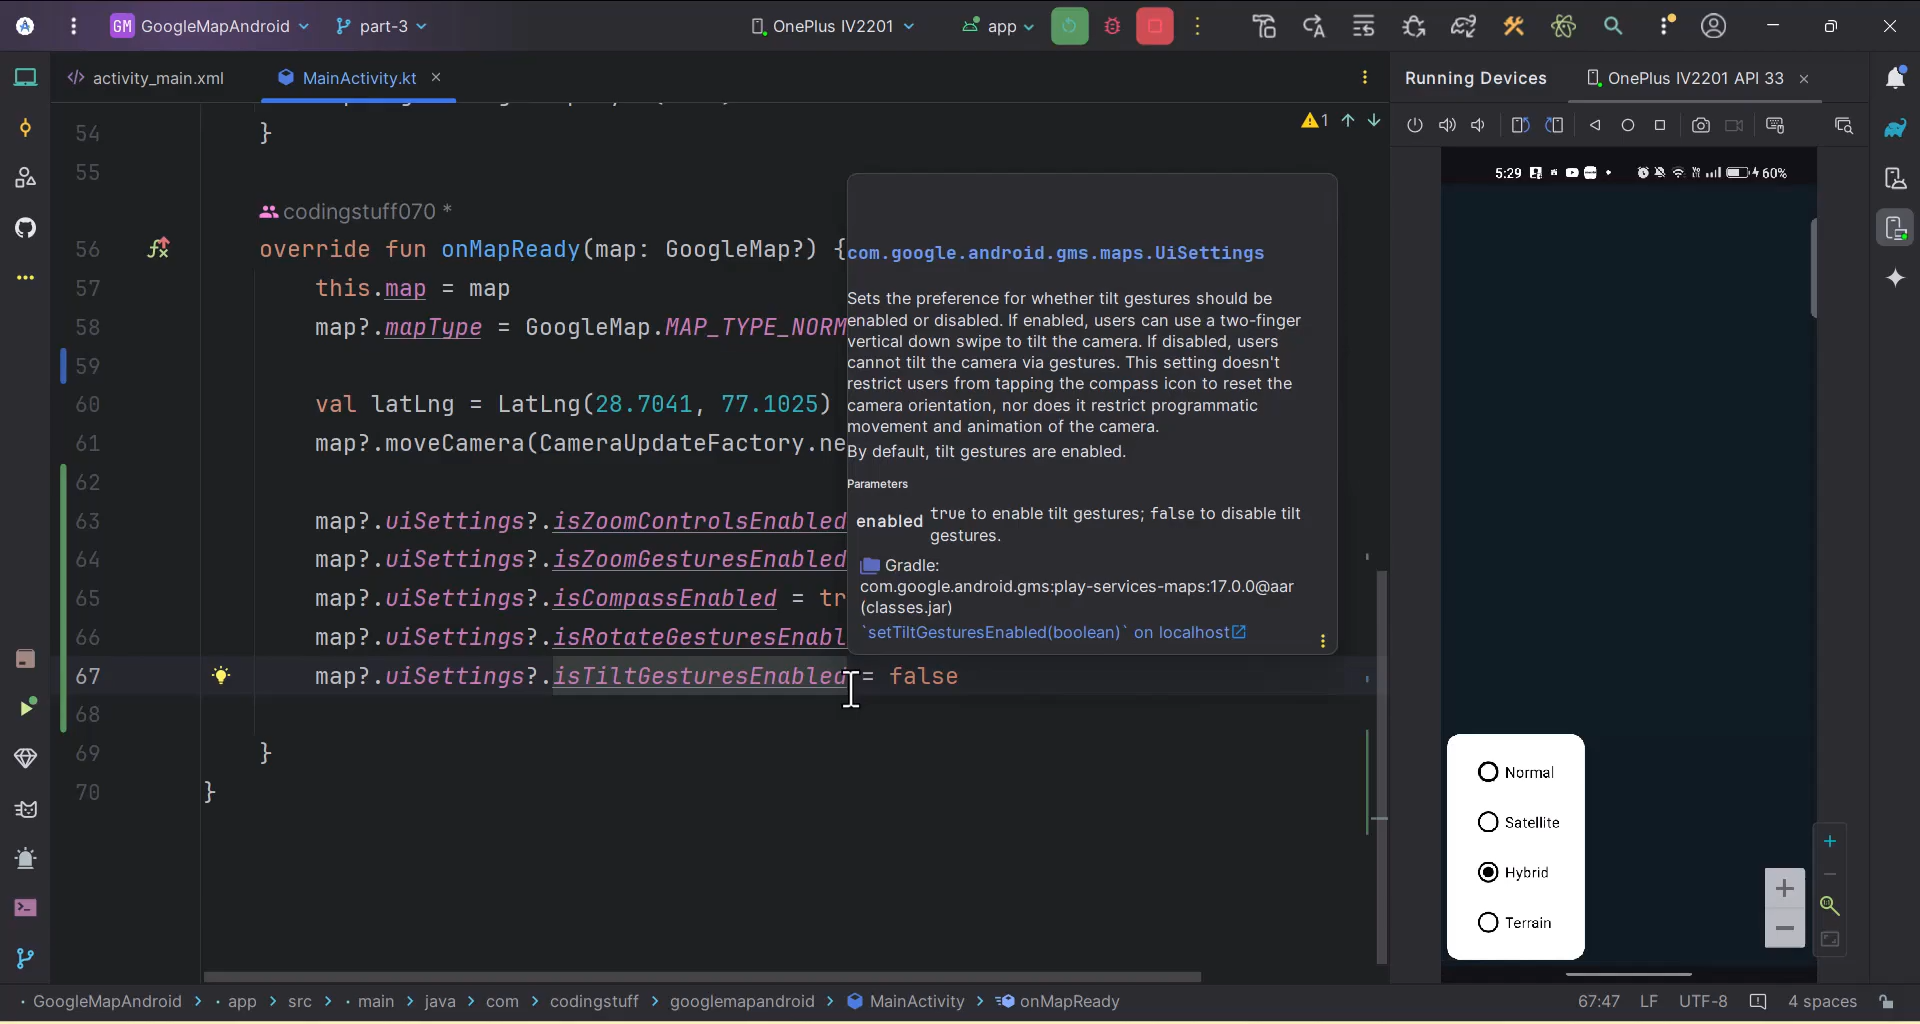 GM GoogleMapAndroid
part-3
OnePlus IV2201
app
activity_main.xml
MainActivity.kt
Running Devices
OnePlus IV2201 API 33
1
54 }
55
codingstuff070 *
56 override fun onMapReady(map: GoogleMap?) {
57 this.map = map
58 map?.mapType = GoogleMap.MAP_TYPE_NORM
59
60 val latLng = LatLng(28.7041, 77.1025)
61 map?.moveCamera(CameraUpdateFactory.ne
62
63 map?.uiSettings?.isZoomControlsEnabled
64 map?.uiSettings?.isZoomGesturesEnabled
65 map?.uiSettings?.isCompassEnabled = tr
66 map?.uiSettings?.isRotateGesturesEnabl
67 map?.uiSettings?.isTiltGesturesEnabled = false
68
69 }
70 }
com.google.android.gms.maps.UiSettings
Sets the preference for whether tilt gestures should be
enabled or disabled. If enabled, users can use a two-finger
vertical down swipe to tilt the camera. If disabled, users
cannot tilt the camera via gestures. This setting doesn't
restrict users from tapping the compass icon to reset the
camera orientation, nor does it restrict programmatic
movement and animation of the camera.
By default, tilt gestures are enabled.
Parameters
enabled true to enable tilt gestures; false to disable tilt
gestures.
Gradle:
com.google.android.gms:play-services-maps:17.0.0@aar
(classes.jar)
`setTiltGesturesEnabled(boolean)` on localhost
5:29
60%
Normal
Satellite
Hybrid
Terrain
GoogleMapAndroid > app > src > main > java > com > codingstuff > googlemapandroid > MainActivity > onMapReady
67:47 LF UTF-8 4 spaces